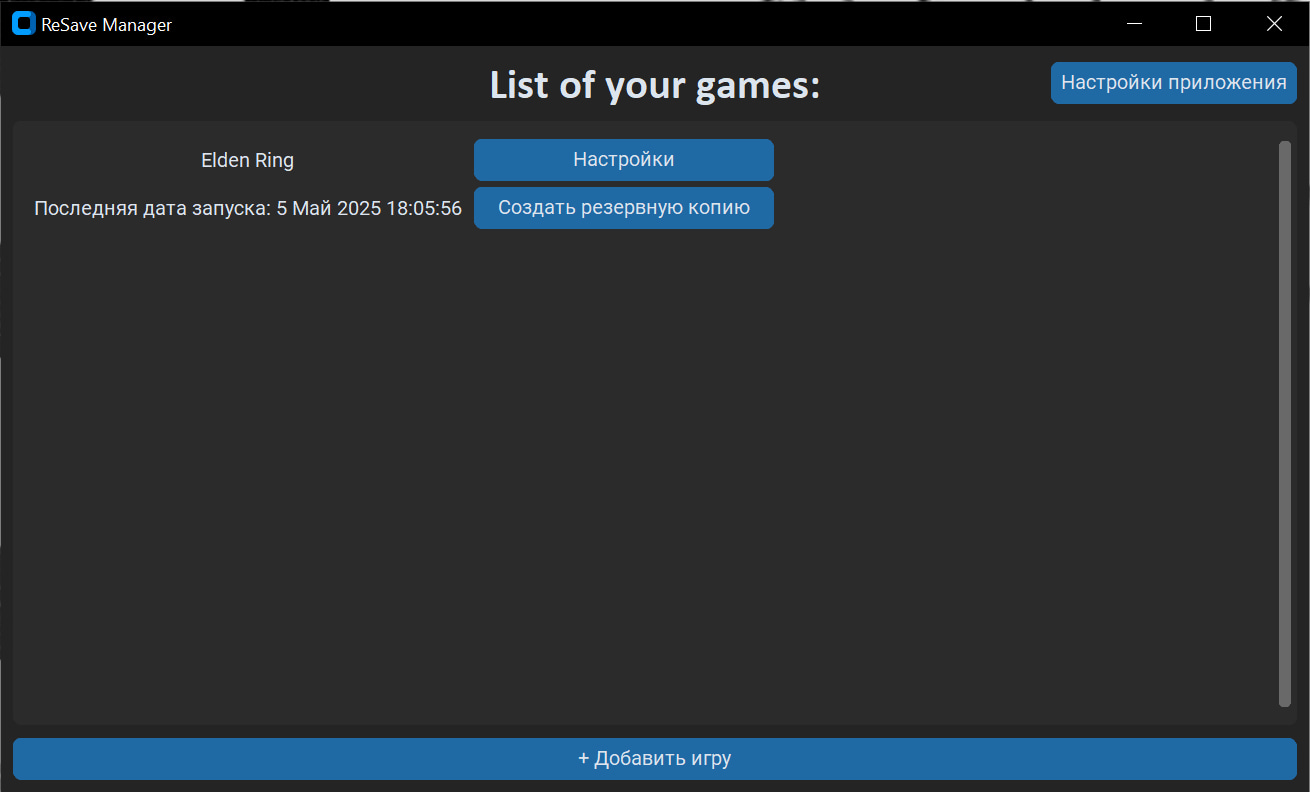 ReSave Manager
List of your games:
Настройки приложения
Elden Ring
Настройки
Последняя дата запуска: 5 Май 2025 18:05:56
Создать резервную копию
+ Добавить игру